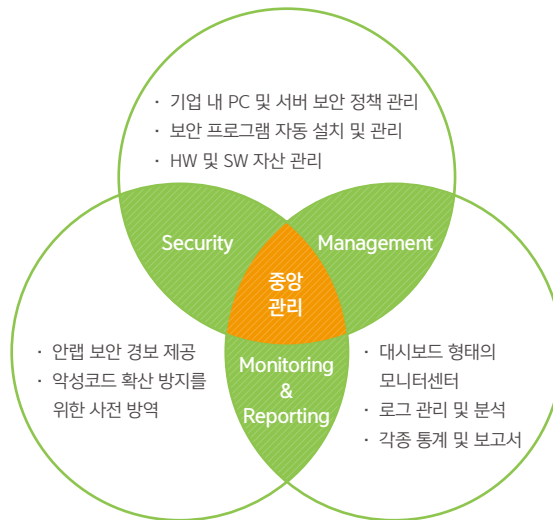 · 기업 내 PC 및 서버 보안 정책 관리
· 보안 프로그램 자동 설치 및 관리
· HW 및 SW 자산 관리
Security
Management
중앙
관리
· 안랩 보안 경보 제공
· 악성코드 확산 방지를
위한 사전 방역
Monitoring
&
Reporting
· 대시보드 형태의
모니터센터
· 로그 관리 및 분석
· 각종 통계 및 보고서